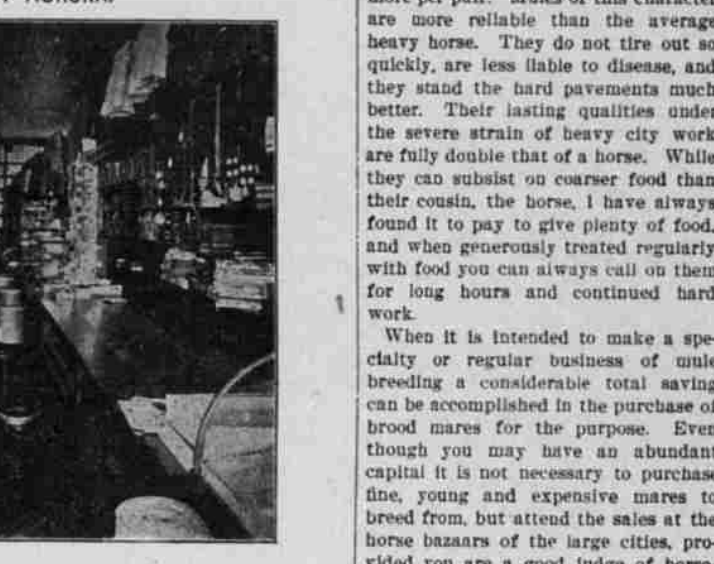 are more reliable than the average
heavy horse. They do not tire out so
quickly, are less liable to disease, and
they stand the hard pavements much
better. Their lasting qualities under
the severe strain of heavy city work
are fully double that of a horse. While
they can subsist on coarser food than
their cousin, the horse, I have always
found it to pay to give plenty of food,
and when generously treated regularly
with food you can always call on them
for long hours and continued hard
work.
When it is intended to make a spe-
cialty or regular business of mule
breeding a considerable total saving
can be accomplished in the purchase of
brood mares for the purpose. Even
though you may have an abundant
capital it is not necessary to purchase
fine, young and expensive mares to
breed from, but attend the sales at the
horse bazaars of the large cities, pro-
vided you are a good judge of horse